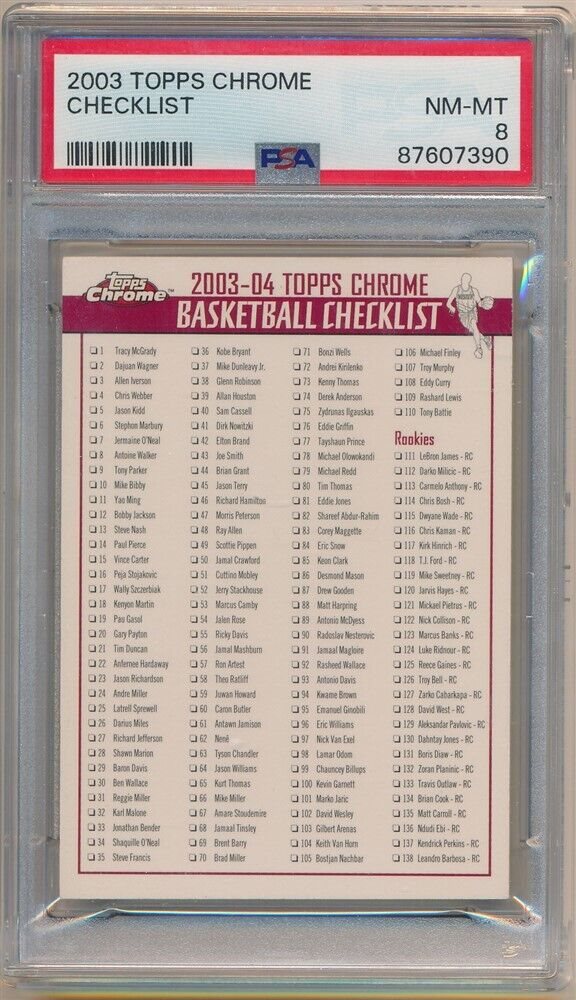 2003 TOPPS CHROME
CHECKLIST
NM-MT
8
87607390
PSA
Topps
Chrome™
2003-04 TOPPS CHROME
BASKETBALL CHECKLIST
1 Tracy McGrady
2 Dajuan Wagner
3 Allen Iverson
4 Chris Webber
5 Jason Kidd
6 Stephon Marbury
7 Jermaine O'Neal
8 Antoine Walker
9 Tony Parker
10 Mike Bibby
11 Yao Ming
12 Bobby Jackson
13 Steve Nash
14 Paul Pierce
15 Vince Carter
16 Peja Stojakovic
17 Wally Szczerbiak
18 Kenyon Martin
19 Pau Gasol
20 Gary Payton
21 Tim Duncan
22 Anfernee Hardaway
23 Jason Richardson
24 Andre Miller
25 Latrell Sprewell
26 Darius Miles
27 Richard Jefferson
28 Shawn Marion
29 Baron Davis
30 Ben Wallace
31 Reggie Miller
32 Karl Malone
33 Jonathan Bender
34 Shaquille O'Neal
35 Steve Francis
36 Kobe Bryant
37 Mike Dunleavy Jr.
38 Glenn Robinson
39 Allan Houston
40 Sam Cassell
41 Dirk Nowitzki
42 Elton Brand
43 Joe Smith
44 Brian Grant
45 Jason Terry
46 Richard Hamilton
47 Morris Peterson
48 Ray Allen
49 Scottie Pippen
50 Jamal Crawford
51 Cuttino Mobley
52 Jerry Stackhouse
53 Marcus Camby
54 Jalen Rose
55 Ricky Davis
56 Jamal Mashburn
57 Ron Artest
58 Theo Ratliff
59 Juwan Howard
60 Caron Butler
61 Antawn Jamison
62 Nenê
63 Tyson Chandler
64 Jason Williams
65 Kurt Thomas
66 Mike Miller
67 Amare Stoudemire
68 Jamaal Tinsley
69 Brent Barry
70 Brad Miller
71 Bonzi Wells
72 Andrei Kirilenko
73 Kenny Thomas
74 Derek Anderson
75 Zydrunas Ilgauskas
76 Eddie Griffin
77 Tayshaun Prince
78 Michael Olowokandi
79 Michael Redd
80 Tim Thomas
81 Eddie Jones
82 Shareef Abdur-Rahim
83 Corey Maggette
84 Eric Snow
85 Keon Clark
86 Desmond Mason
87 Drew Gooden
88 Matt Harpring
89 Antonio McDyess
90 Radoslav Nesterovic
91 Jamaal Magloire
92 Rasheed Wallace
93 Antonio Davis
94 Kwame Brown
95 Emanuel Ginobili
96 Eric Williams
97 Nick Van Exel
98 Lamar Odom
99 Chauncey Billups
100 Kevin Garnett
101 Marko Jaric
102 David Wesley
103 Gilbert Arenas
104 Keith Van Horn
105 Bostjan Nachbar
106 Michael Finley
107 Troy Murphy
108 Eddy Curry
109 Rashard Lewis
110 Tony Battie
Rookies
111 LeBron James - RC
112 Darko Milicic - RC
113 Carmelo Anthony - RC
114 Chris Bosh - RC
115 Dwyane Wade - RC
116 Chris Kaman - RC
117 Kirk Hinrich - RC
118 T.J. Ford - RC
119 Mike Sweetney - RC
120 Jarvis Hayes - RC
121 Mickael Pietrus - RC
122 Nick Collison - RC
123 Marcus Banks - RC
124 Luke Ridnour - RC
125 Reece Gaines - RC
126 Troy Bell - RC
127 Zarko Cabarkapa - RC
128 David West - RC
129 Aleksandar Pavlovic - RC
130 Dahntay Jones - RC
131 Boris Diaw - RC
132 Zoran Planinic - RC
133 Travis Outlaw - RC
134 Brian Cook - RC
135 Matt Carroll - RC
136 Ndudi Ebi - RC
137 Kendrick Perkins - RC
138 Leandro Barbosa - RC